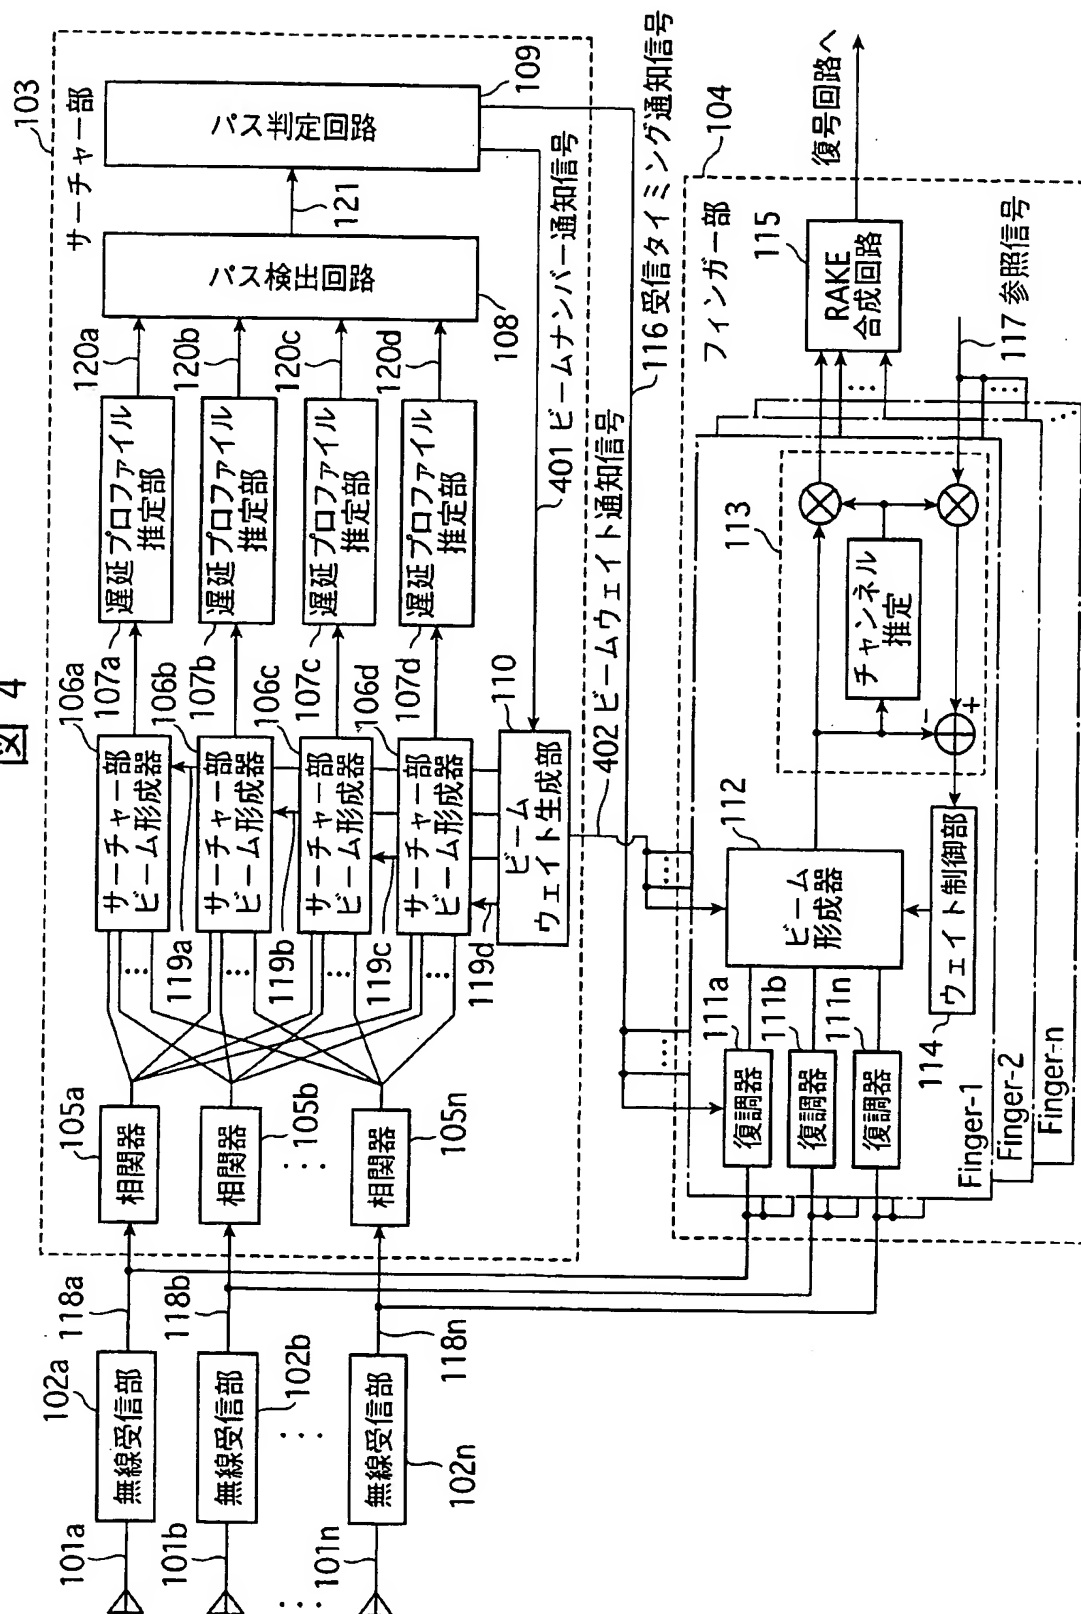 図 4
103
サーチャー部
101a
102a
無線受信部
118a
101b
102b
無線受信部
118b
101n
102n
無線受信部
118n
105a
相関器
105b
相関器
105n
相関器
106a
サーチャー部
ビーム形成器
119a
106b
サーチャー部
ビーム形成器
119b
106c
サーチャー部
ビーム形成器
119c
106d
サーチャー部
ビーム形成器
119d
107a
遅延プロファイル
推定部
120a
107b
遅延プロファイル
推定部
120b
107c
遅延プロファイル
推定部
120c
107d
遅延プロファイル
推定部
120d
パス検出回路
108
121
パス判定回路
109
110
ビーム
ウェイト生成部
401 ビームナンバー通知信号
402 ビームウェイト通知信号
116 受信タイミング通知信号
104
フィンガー部
111a
復調器
111b
復調器
111n
復調器
112
ビーム
形成器
113
チャンネル
推定
-
+
114
ウェイト制御部
115
RAKE
合成回路
復号回路へ
117 参照信号
Finger-1
Finger-2
Finger-n